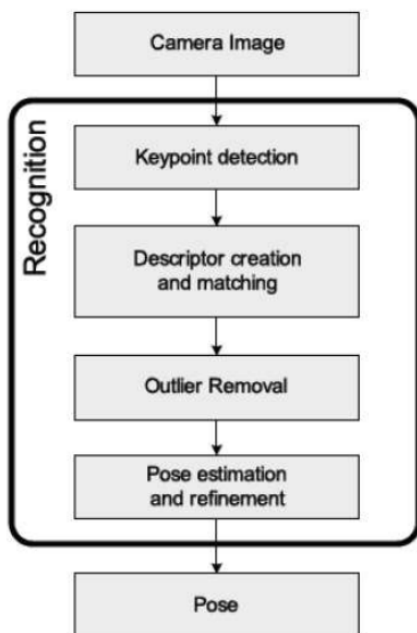 Camera Image
Recognition
Keypoint detection
Descriptor creation
and matching
Outlier Removal
Pose estimation
and refinement
Pose